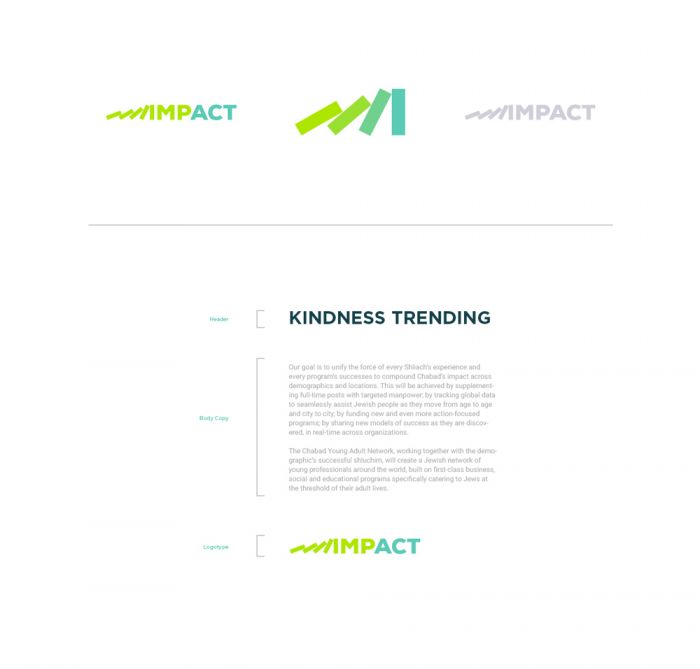 IMPACT
IMPACT
Header
KINDNESS TRENDING
Body Copy
Our goal is to unify the force of every Shliach's experience and
every program's successes to compound Chabad's impact across
demographics and locations. This will be achieved by supplement-
ing full-time posts with targeted manpower; by tracking global data
to seamlessly assist Jewish people as they move from age to age
and city to city; by funding new and even more action-focused
programs; by sharing new models of success as they are discov-
ered, in real-time across organizations.
The Chabad Young Adult Network, working together with the demo-
graphic's successful shluchim, will create a Jewish network of
young professionals around the world, built on first-class business,
social and educational programs specifically catering to Jews at
the threshold of their adult lives.
Logotype
IMPACT